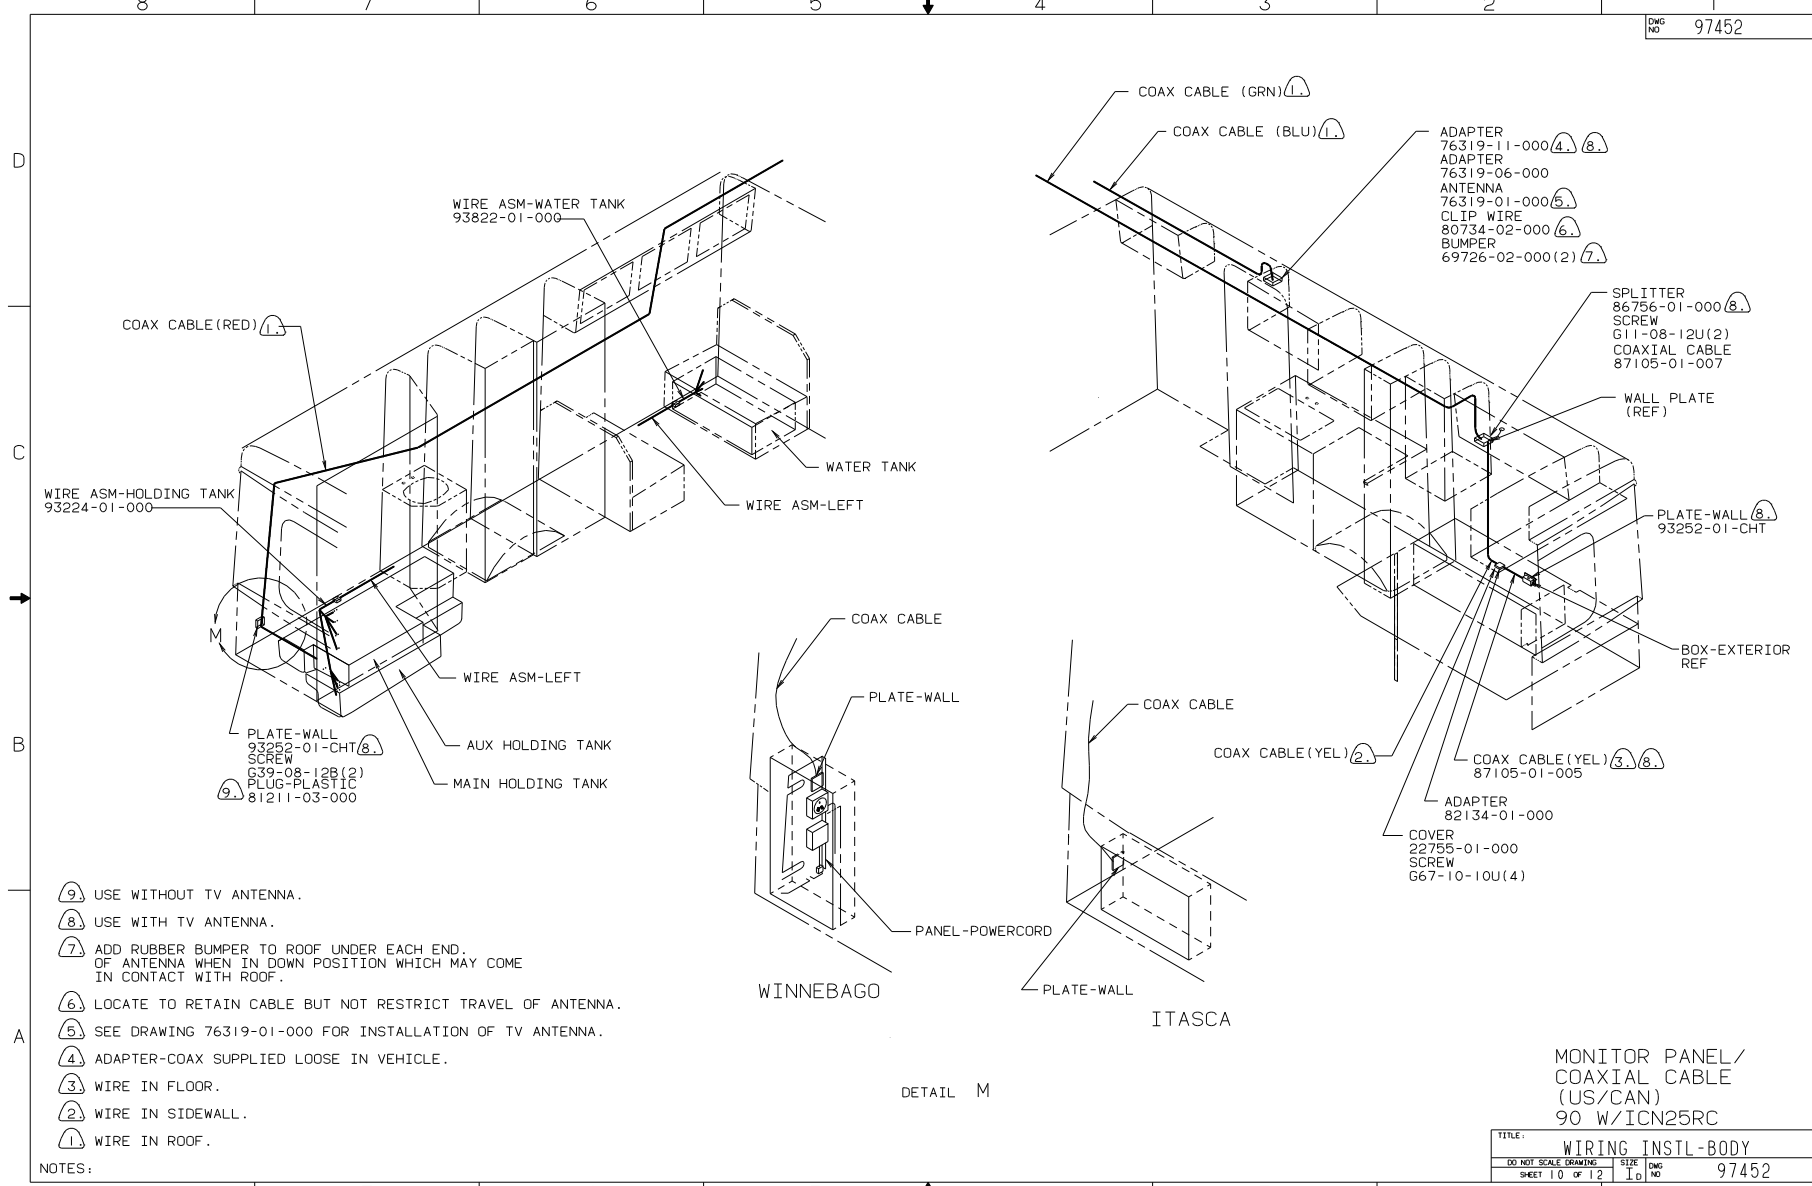 8 7 6 5 4 3 2 1
DWG NO 97452
D
C
B
A
COAX CABLE (GRN) 1.
COAX CABLE (BLU) 1.
ADAPTER
76319-11-000 4. 8.
ADAPTER
76319-06-000
ANTENNA
76319-01-000 5.
CLIP WIRE
80734-02-000 6.
BUMPER
69726-02-000(2) 7.
WIRE ASM-WATER TANK
93822-01-000
COAX CABLE(RED) 1.
SPLITTER
86756-01-000 8.
SCREW
G11-08-12U(2)
COAXIAL CABLE
87105-01-007
WALL PLATE
(REF)
WATER TANK
WIRE ASM-LEFT
WIRE ASM-HOLDING TANK
93224-01-000
PLATE-WALL 8.
93252-01-CHT
M
COAX CABLE
BOX-EXTERIOR
REF
WIRE ASM-LEFT
PLATE-WALL
COAX CABLE
PLATE-WALL
93252-01-CHT 8.
SCREW
G39-08-12B(2)
9. PLUG-PLASTIC
81211-03-000
AUX HOLDING TANK
MAIN HOLDING TANK
COAX CABLE(YEL) 2.
COAX CABLE(YEL) 3. 8.
87105-01-005
ADAPTER
82134-01-000
COVER
22755-01-000
SCREW
G67-10-10U(4)
PANEL-POWERCORD
WINNEBAGO
PLATE-WALL
ITASCA
DETAIL M
9. USE WITHOUT TV ANTENNA.
8. USE WITH TV ANTENNA.
7. ADD RUBBER BUMPER TO ROOF UNDER EACH END.
OF ANTENNA WHEN IN DOWN POSITION WHICH MAY COME
IN CONTACT WITH ROOF.
6. LOCATE TO RETAIN CABLE BUT NOT RESTRICT TRAVEL OF ANTENNA.
5. SEE DRAWING 76319-01-000 FOR INSTALLATION OF TV ANTENNA.
4. ADAPTER-COAX SUPPLIED LOOSE IN VEHICLE.
3. WIRE IN FLOOR.
2. WIRE IN SIDEWALL.
1. WIRE IN ROOF.
NOTES:
MONITOR PANEL/
COAXIAL CABLE
(US/CAN)
90 W/ICN25RC
TITLE:
WIRING INSTL-BODY
DO NOT SCALE DRAWING
SHEET 10 OF 12
SIZE
ID
DWG NO 97452